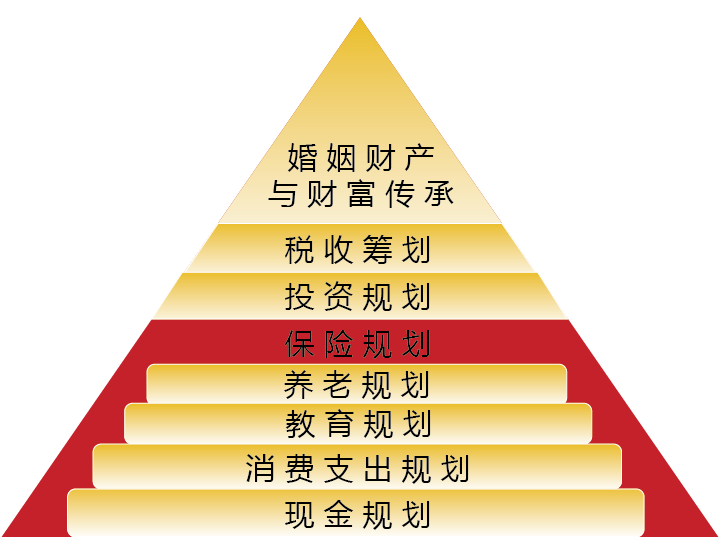 婚姻财产
与财富传承
税收筹划
投资规划
保险规划
养老规划
教育规划
消费支出规划
现金规划